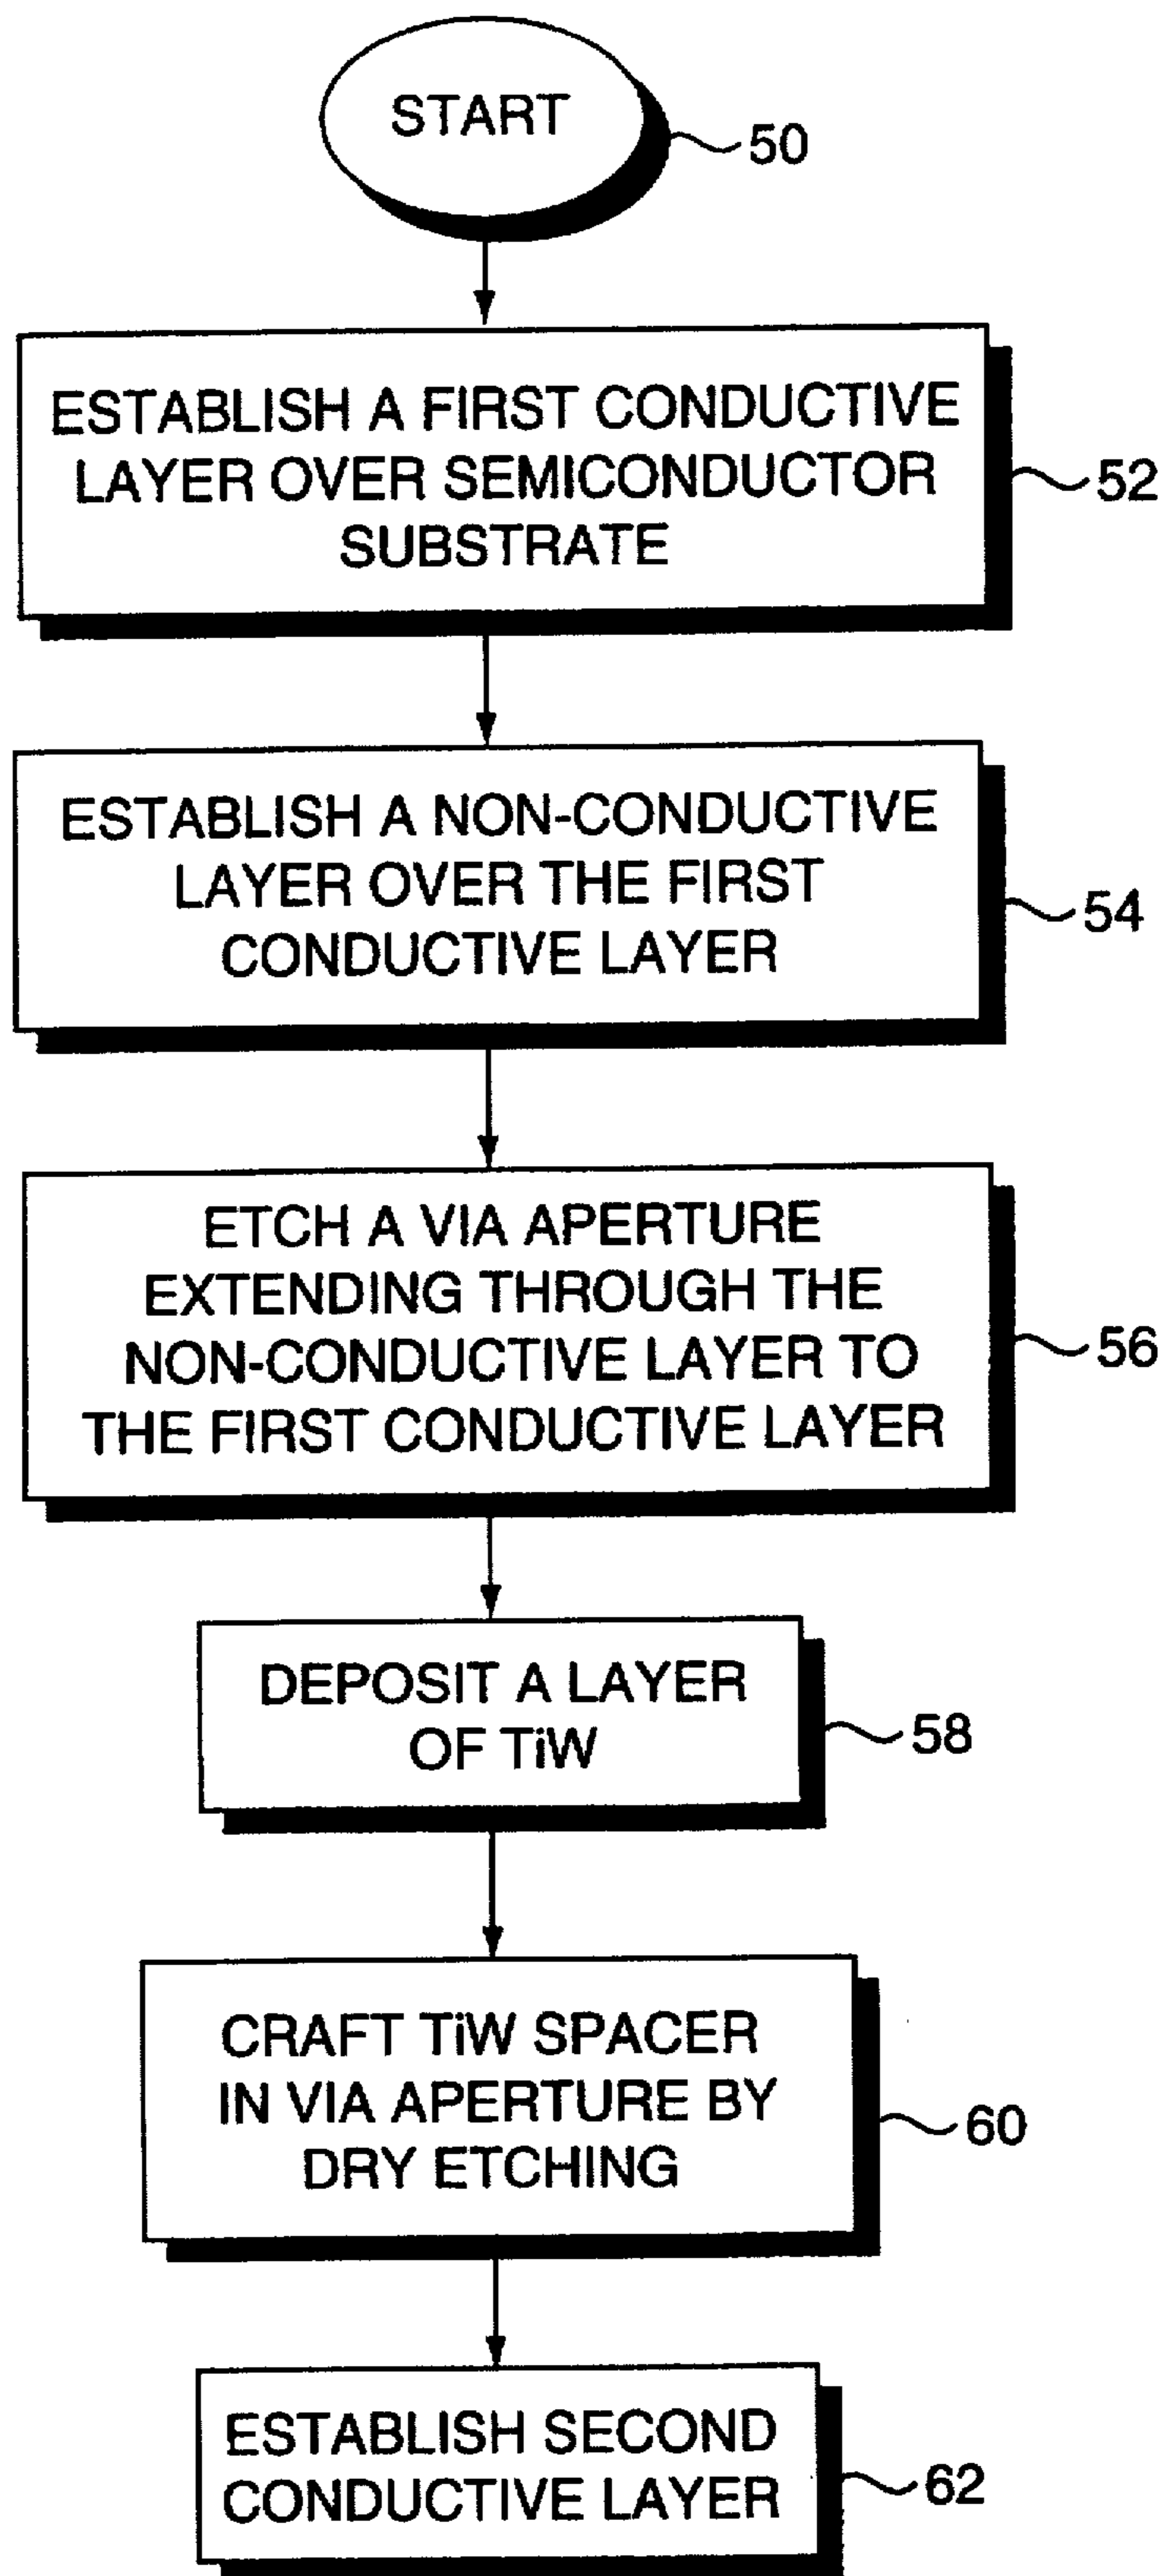 START
50
ESTABLISH A FIRST CONDUCTIVE
LAYER OVER SEMICONDUCTOR
SUBSTRATE
52
ESTABLISH A NON-CONDUCTIVE
LAYER OVER THE FIRST
CONDUCTIVE LAYER
54
ETCH A VIA APERTURE
EXTENDING THROUGH THE
NON-CONDUCTIVE LAYER TO
THE FIRST CONDUCTIVE LAYER
56
DEPOSIT A LAYER
OF TiW
58
CRAFT TiW SPACER
IN VIA APERTURE BY
DRY ETCHING
60
ESTABLISH SECOND
CONDUCTIVE LAYER
62